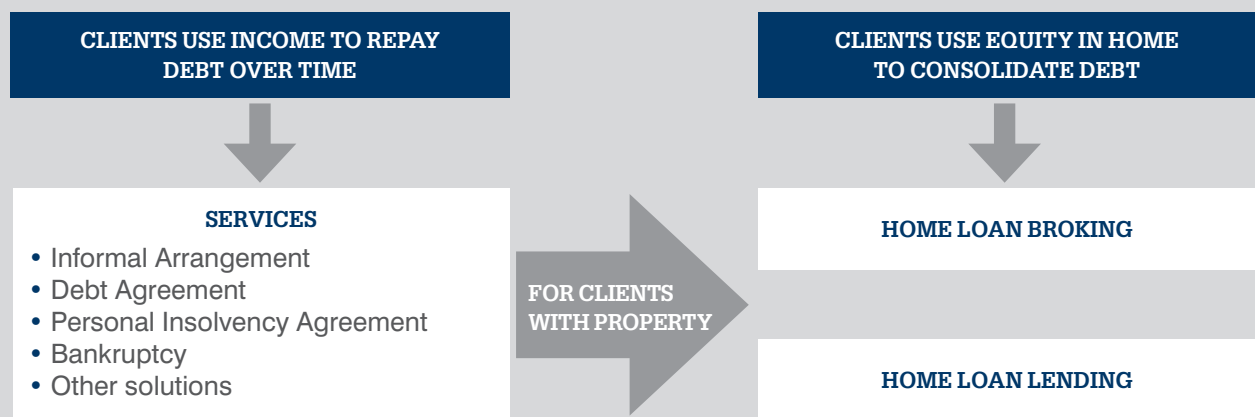 CLIENTS USE INCOME TO REPAY
DEBT OVER TIME
SERVICES
• Informal Arrangement
• Debt Agreement
• Personal Insolvency Agreement
• Bankruptcy
• Other solutions
FOR CLIENTS
WITH PROPERTY
CLIENTS USE EQUITY IN HOME
TO CONSOLIDATE DEBT
HOME LOAN BROKING
HOME LOAN LENDING